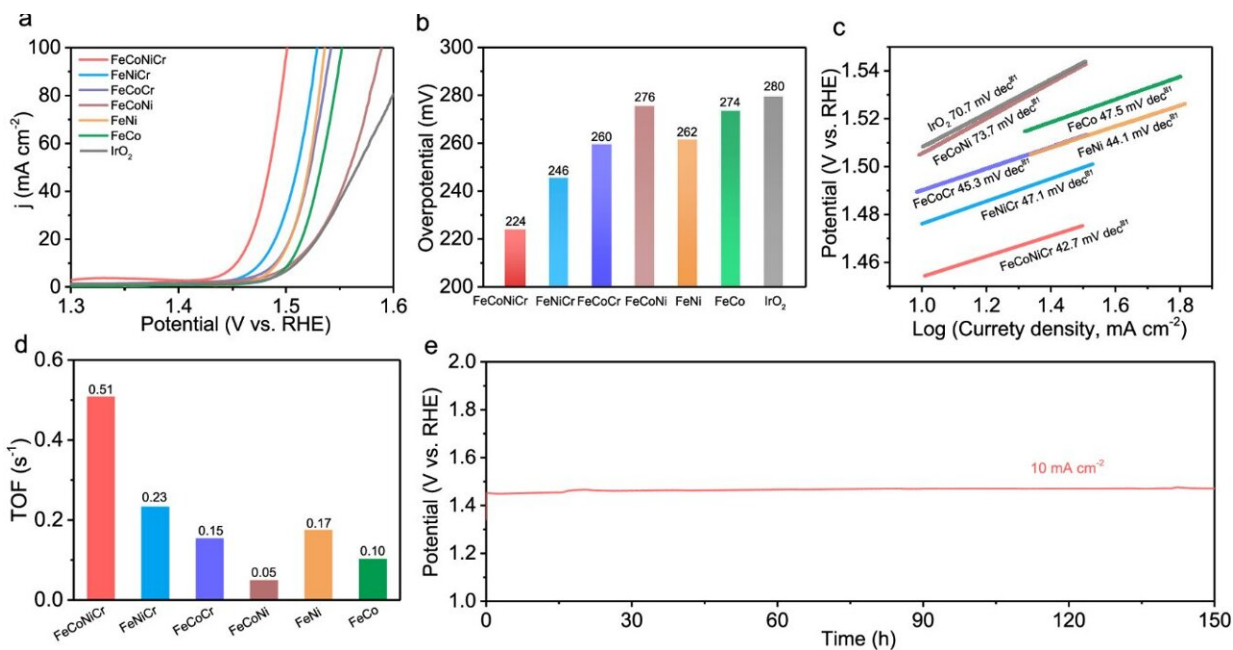 a
100
80
60
40
20
0
j (mA cm⁻²)
FeCoNiCr
FeNiCr
FeCoCr
FeCoNi
FeNi
FeCo
IrO₂
1.3 1.4 1.5 1.6
Potential (V vs. RHE)
b
300
280
260
240
220
200
Overpotential (mV)
224
246
260
276
262
274
280
FeCoNiCr FeNiCr FeCoCr FeCoNi FeNi FeCo IrO₂
c
1.54
1.52
1.50
1.48
1.46
Potential (V vs. RHE)
IrO₂ 70.7 mV dec
FeCoNi 73.7 mV dec
FeCo 47.5 mV dec
FeNi 44.1 mV dec
FeCoCr 45.3 mV dec
FeNiCr 47.1 mV dec
FeCoNiCr 42.7 mV dec
1.0 1.2 1.4 1.6 1.8
Log (Currety density, mA cm⁻²)
d
0.6
0.4
0.2
0.0
TOF (s⁻¹)
0.51
0.23
0.15
0.05
0.17
0.10
FeCoNiCr FeNiCr FeCoCr FeCoNi FeNi FeCo
e
2.0
1.8
1.6
1.4
1.2
1.0
Potential (V vs. RHE)
10 mA cm⁻²
0 30 60 90 120 150
Time (h)